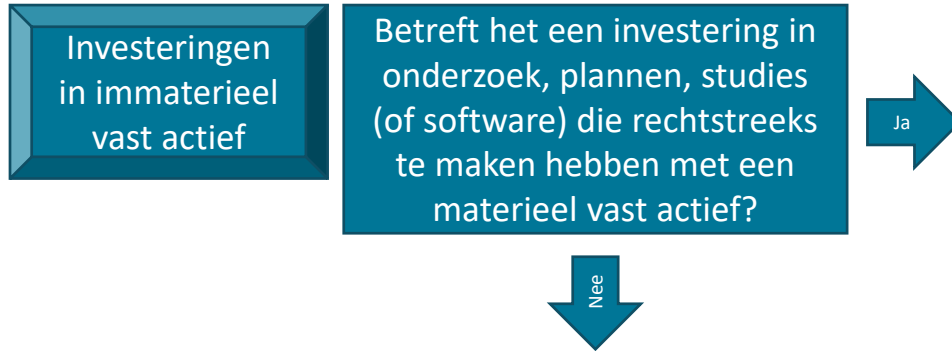 Investeringen
in immaterieel
vast actief
Betreft het een investering in
onderzoek, plannen, studies
(of software) die rechtstreeks
te maken hebben met een
materieel vast actief?
Ja
Nee